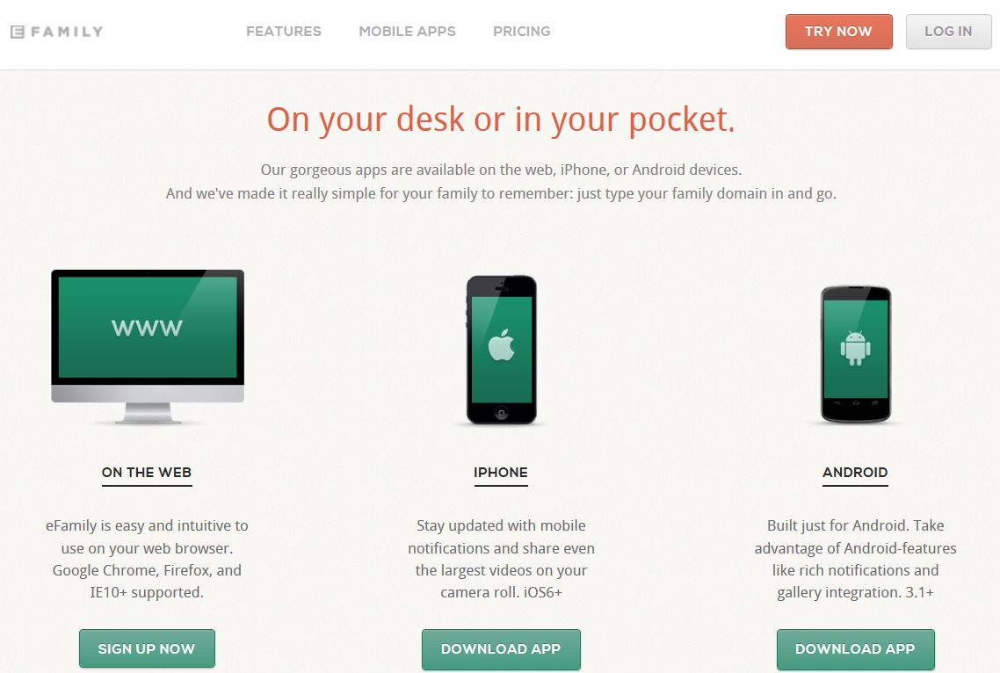 E FAMILY
FEATURES
MOBILE APPS
PRICING
TRY NOW
LOG IN
On your desk or in your pocket.
Our gorgeous apps are available on the web, iPhone, or Android devices.
And we've made it really simple for your family to remember: just type your family domain in and go.
WWW
ON THE WEB
eFamily is easy and intuitive to
use on your web browser.
Google Chrome, Firefox, and
IE10+ supported.
SIGN UP NOW
IPHONE
Stay updated with mobile
notifications and share even
the largest videos on your
camera roll. iOS6+
DOWNLOAD APP
ANDROID
Built just for Android. Take
advantage of Android-features
like rich notifications and
gallery integration. 3.1+
DOWNLOAD APP